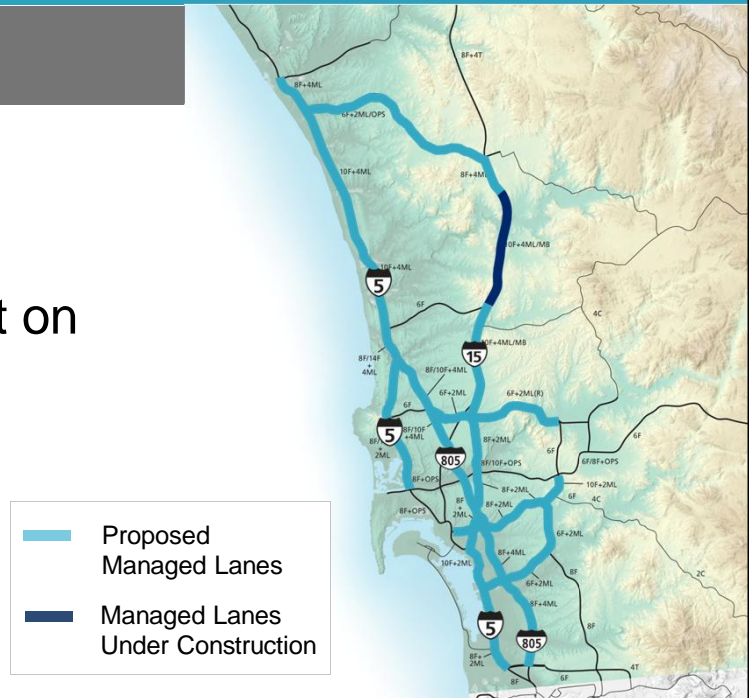 8F+4T
8F+4ML
6F+2ML/OPS
10F+4ML
8F+4ML
10F+4ML/MB
10F+4ML
5
t on
6F
4C
10F+4ML/MB
15
8F/14F
+
4ML
8F/10F+4ML
6F+2ML
6F+2ML(R)
6F
5
8F/10F
+4ML
8F/
+
2ML
8F+2ML
6F
6F
805
8F/10F+OPS
6F/8F+OPS
8F+OPS
10F+2ML
8F+2ML
6F
4C
8F
+
2ML
8F+2ML
8F+OPS
6F+2ML
Proposed
Managed Lanes
8F+4ML
10F+2ML
8F
2C
6F+2ML
8F+4ML
Managed Lanes
Under Construction
5
805
8F
8F+
2ML
4T
8F
6F